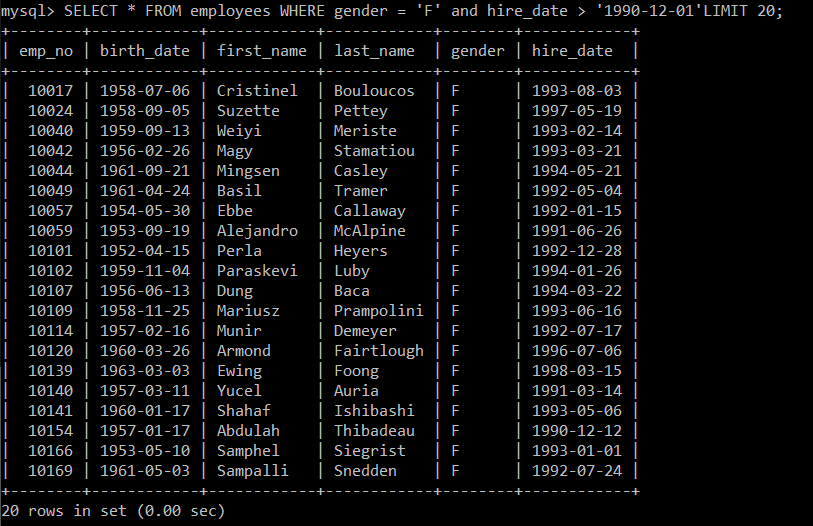 mysql> SELECT * FROM employees WHERE gender = 'F' and hire_date > '1990-12-01'LIMIT 20;
+--------+------------+------------+------------+--------+------------+
| emp_no | birth_date | first_name | last_name  | gender | hire_date  |
+--------+------------+------------+------------+--------+------------+
|  10017 | 1958-07-06 | Cristinel  | Bouloucos  | F      | 1993-08-03 |
|  10024 | 1958-09-05 | Suzette    | Pettey     | F      | 1997-05-19 |
|  10040 | 1959-09-13 | Weiyi      | Meriste    | F      | 1993-02-14 |
|  10042 | 1956-02-26 | Magy       | Stamatiou  | F      | 1993-03-21 |
|  10044 | 1961-09-21 | Mingsen    | Casley     | F      | 1994-05-21 |
|  10049 | 1961-04-24 | Basil      | Tramer     | F      | 1992-05-04 |
|  10057 | 1954-05-30 | Ebbe       | Callaway   | F      | 1992-01-15 |
|  10059 | 1953-09-19 | Alejandro  | McAlpine   | F      | 1991-06-26 |
|  10101 | 1952-04-15 | Perla      | Heyers     | F      | 1992-12-28 |
|  10102 | 1959-11-04 | Paraskevi  | Luby       | F      | 1994-01-26 |
|  10107 | 1956-06-13 | Dung       | Baca       | F      | 1994-03-22 |
|  10109 | 1958-11-25 | Mariusz    | Prampolini | F      | 1993-06-16 |
|  10114 | 1957-02-16 | Munir      | Demeyer    | F      | 1992-07-17 |
|  10120 | 1960-03-26 | Armond     | Fairtlough | F      | 1996-07-06 |
|  10139 | 1963-03-03 | Ewing      | Foong      | F      | 1998-03-15 |
|  10140 | 1957-03-11 | Yucel      | Auria      | F      | 1991-03-14 |
|  10141 | 1960-01-17 | Shahaf     | Ishibashi  | F      | 1993-05-06 |
|  10154 | 1957-01-17 | Abdulah    | Thibadeau  | F      | 1990-12-12 |
|  10166 | 1953-05-10 | Samphel    | Siegrist   | F      | 1993-01-01 |
|  10169 | 1961-05-03 | Sampalli   | Snedden    | F      | 1992-07-24 |
+--------+------------+------------+------------+--------+------------+
20 rows in set (0.00 sec)